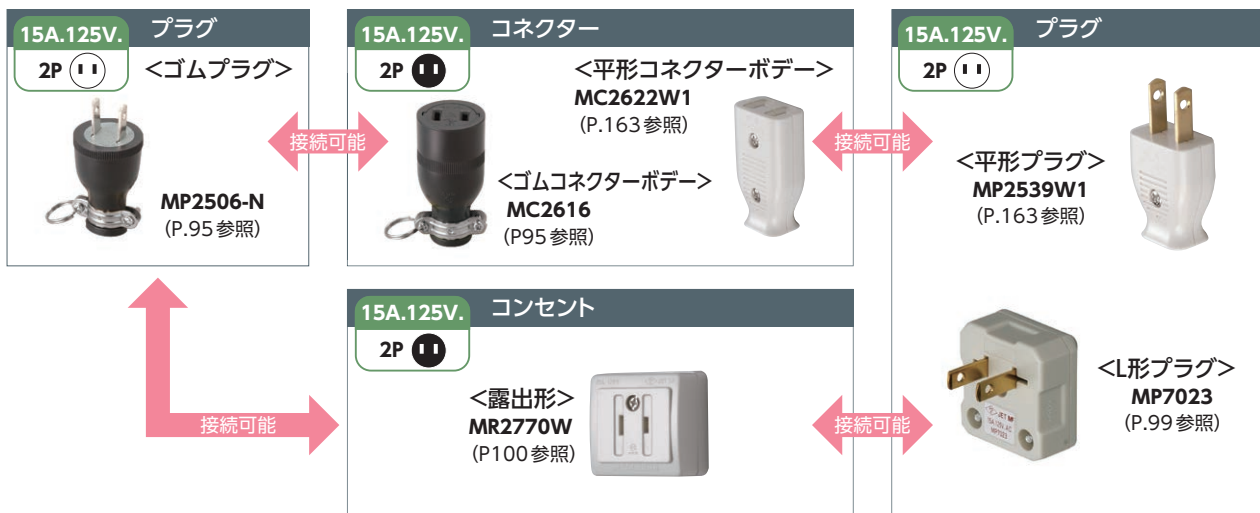 15A.125V.
プラグ
2P
<ゴムプラグ>
MP2506-N
(P.95参照)
接続可能
15A.125V.
コネクター
2P
<平形コネクターボデー>
MC2622W1
(P.163参照)
<ゴムコネクターボデー>
MC2616
(P95参照)
接続可能
15A.125V.
プラグ
2P
<平形プラグ>
MP2539W1
(P.163参照)
接続可能
15A.125V.
コンセント
2P
<露出形>
MR2770W
(P100参照)
接続可能
<L形プラグ>
MP7023
(P.99参照)
JET
15A 125V AC
MP7023